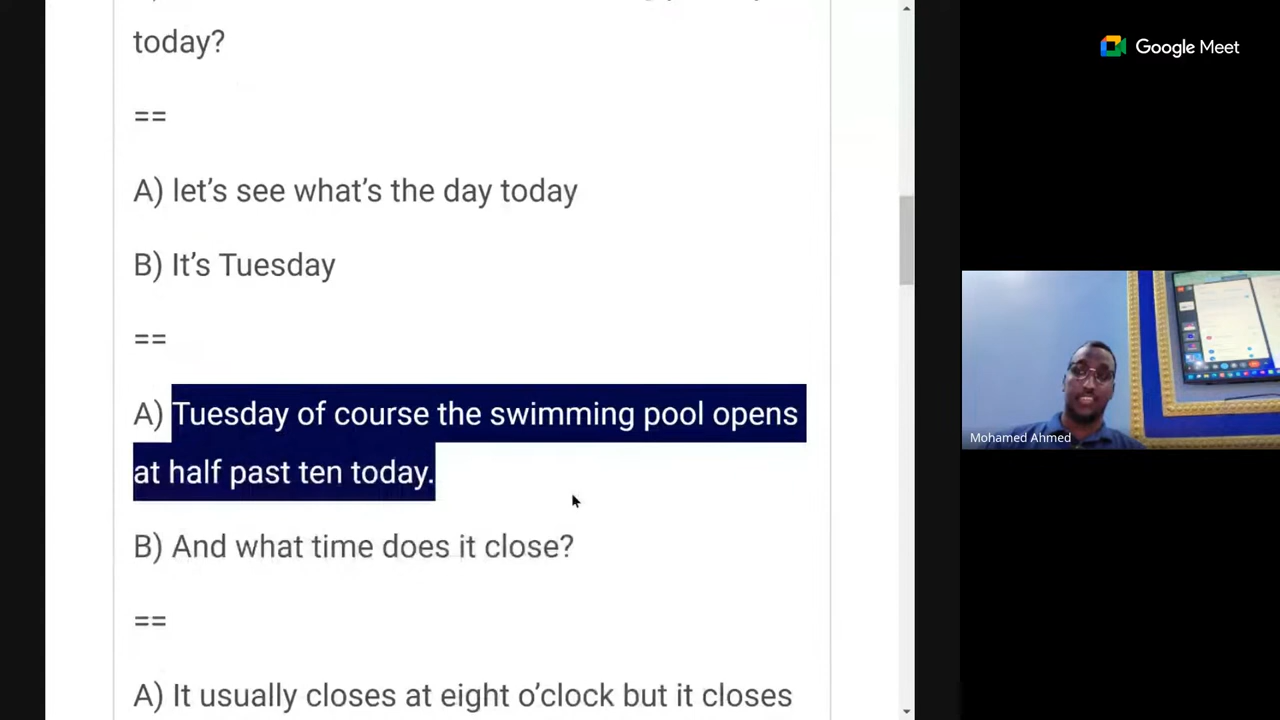 today?
==
A) let’s see what’s the day today
B) It’s Tuesday
==
A) Tuesday of course the swimming pool opens
at half past ten today.
B) And what time does it close?
==
A) It usually closes at eight o’clock but it closes
Google Meet
Mohamed Ahmed